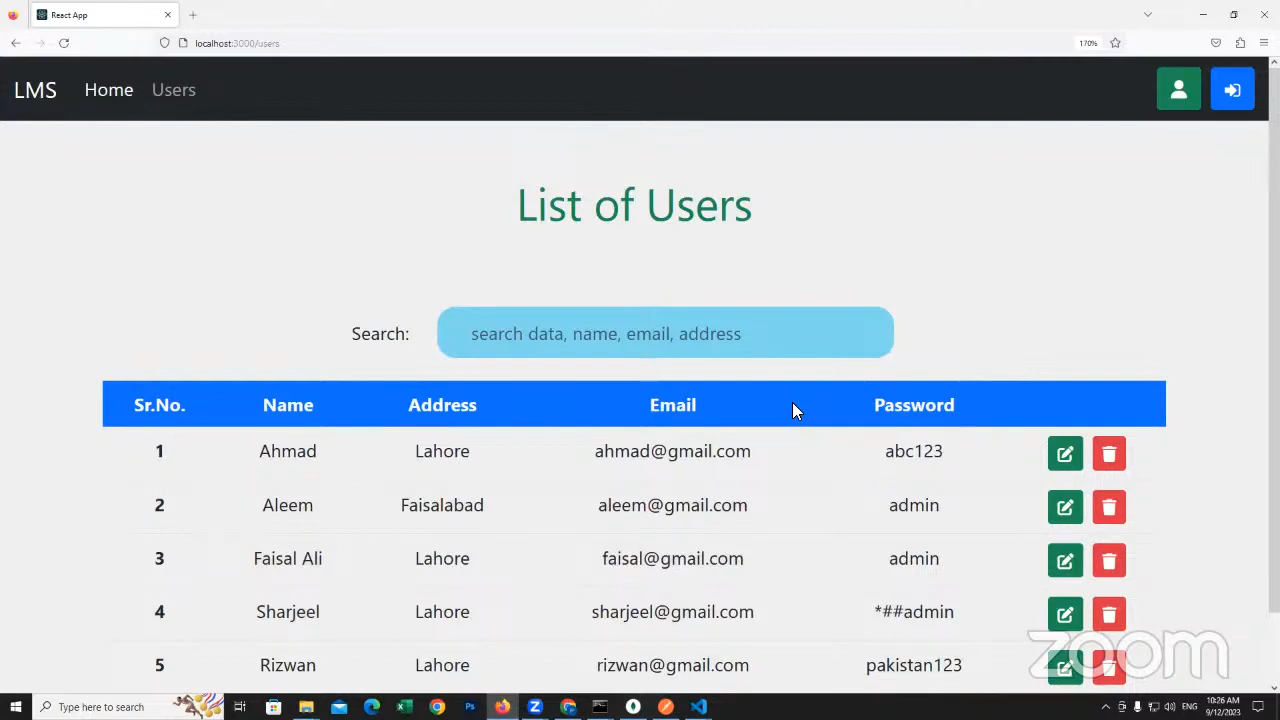 React App
localhost:3000/users
170%
LMS Home Users
List of Users
Search: search data, name, email, address
Sr.No. Name Address Email Password
1 Ahmad Lahore ahmad@gmail.com abc123
2 Aleem Faisalabad aleem@gmail.com admin
3 Faisal Ali Lahore faisal@gmail.com admin
4 Sharjeel Lahore sharjeel@gmail.com *##admin
5 Rizwan Lahore rizwan@gmail.com pakistan123
zoom
Type here to search
Ps
ENG
10:26 AM
9/12/2023